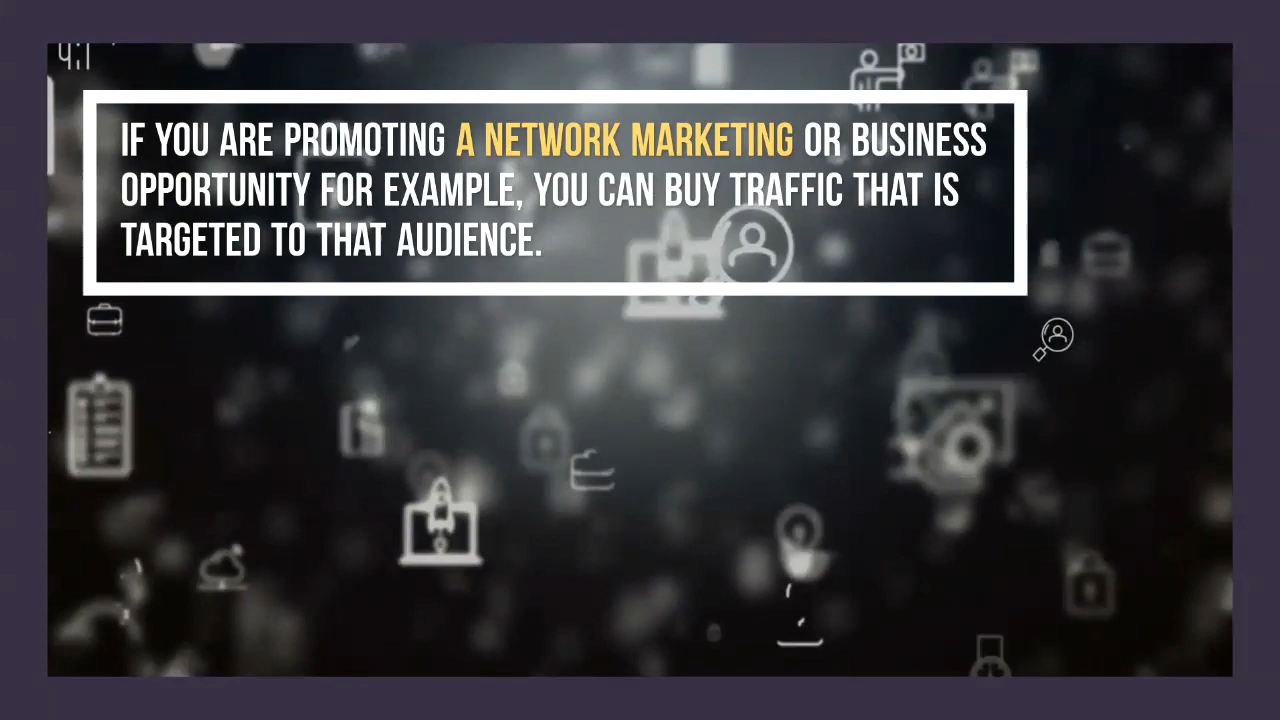 IF YOU ARE PROMOTING A NETWORK MARKETING OR BUSINESS
OPPORTUNITY FOR EXAMPLE, YOU CAN BUY TRAFFIC THAT IS
TARGETED TO THAT AUDIENCE.